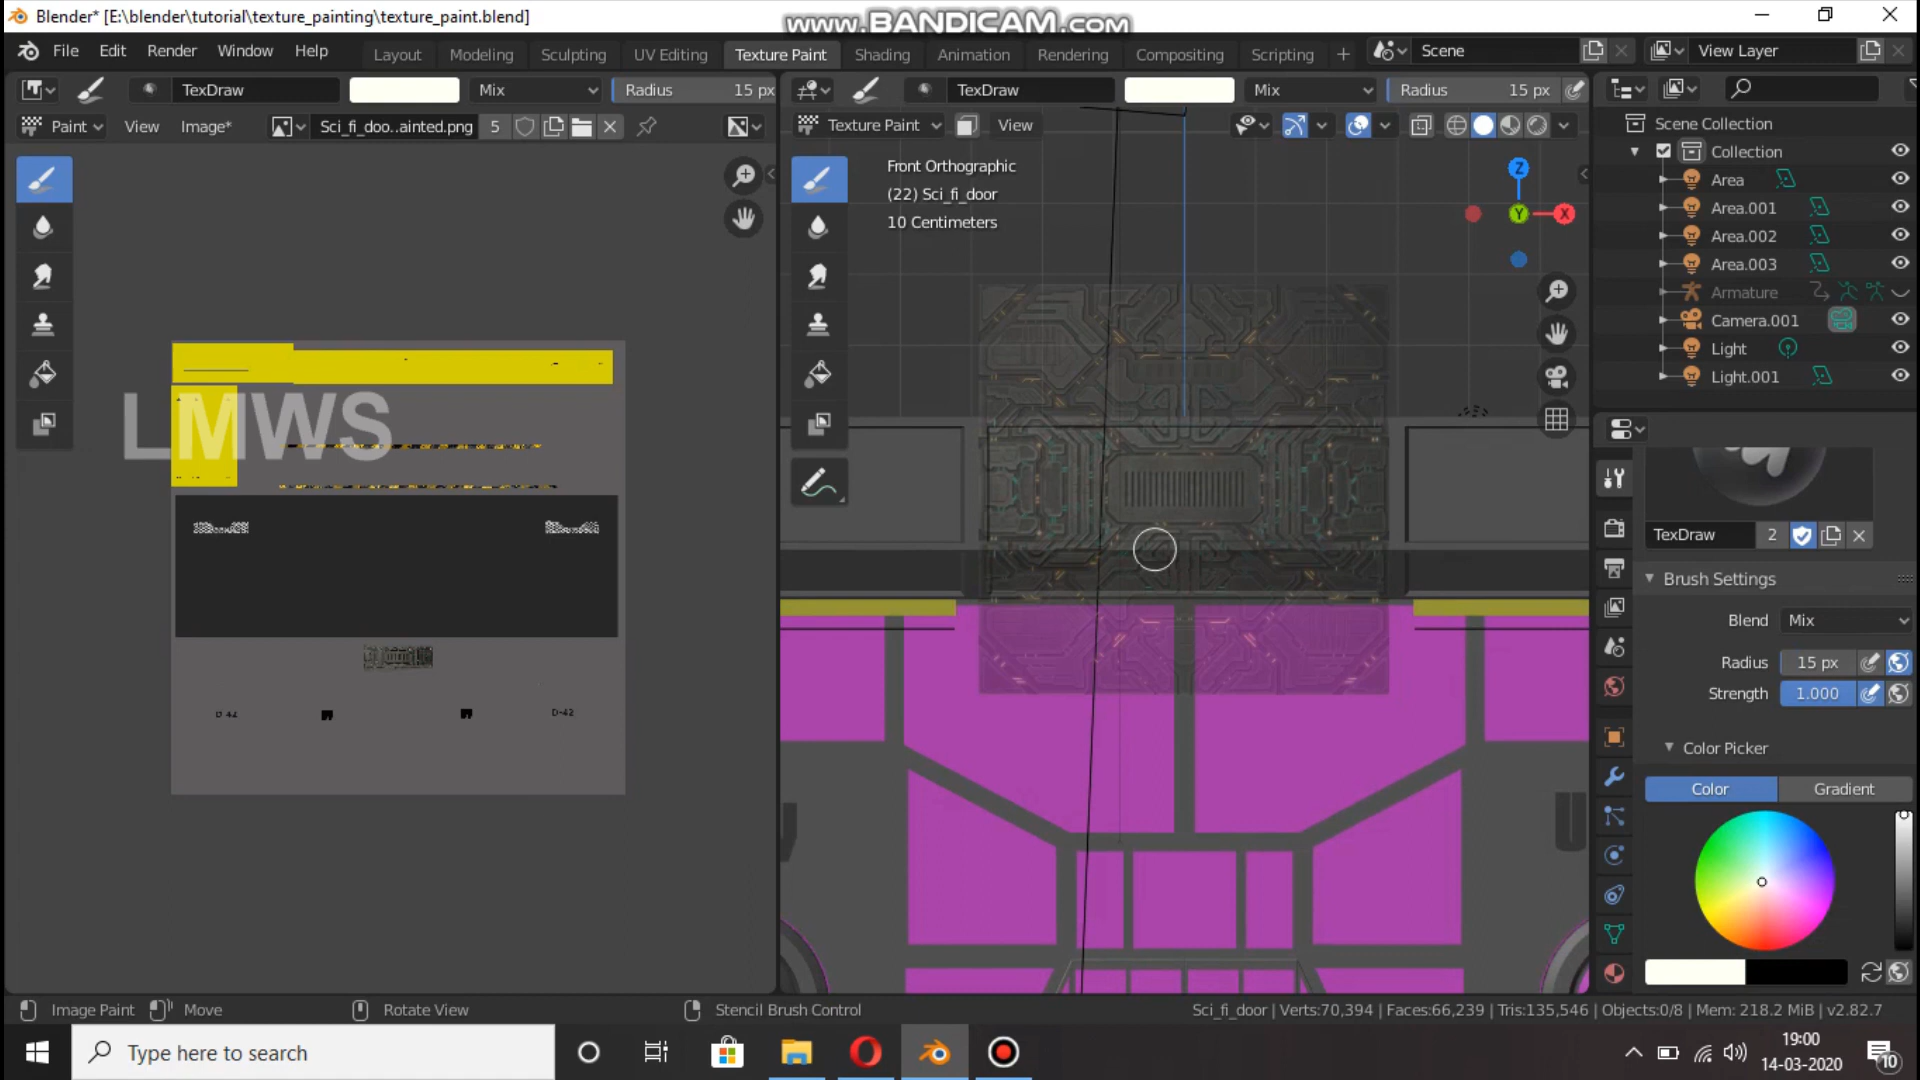 Blender* [E:\blender\tutorial\texture_painting\texture_paint.blend]
www.BANDICAM.com
File Edit Render Window Help
Layout Modeling Sculpting UV Editing Texture Paint Shading Animation Rendering Compositing Scripting +
Scene
View Layer
TexDraw Mix Radius 15 px
TexDraw Mix Radius 15 px
Paint View Image* Sci_fi_doo..ainted.png 5
Texture Paint View
Front Orthographic
(22) Sci_fi_door
10 Centimeters
Z
Y
X
LMWS
D-42
Scene Collection
Collection
Area
Area.001
Area.002
Area.003
Armature
Camera.001
Light
Light.001
TexDraw 2
Brush Settings
Blend Mix
Radius 15 px
Strength 1.000
Color Picker
Color Gradient
Image Paint Move Rotate View Stencil Brush Control
Sci_fi_door | Verts:70,394 | Faces:66,239 | Tris:135,546 | Objects:0/8 | Mem: 218.2 MiB | v2.82.7
Type here to search
19:00
14-03-2020
10